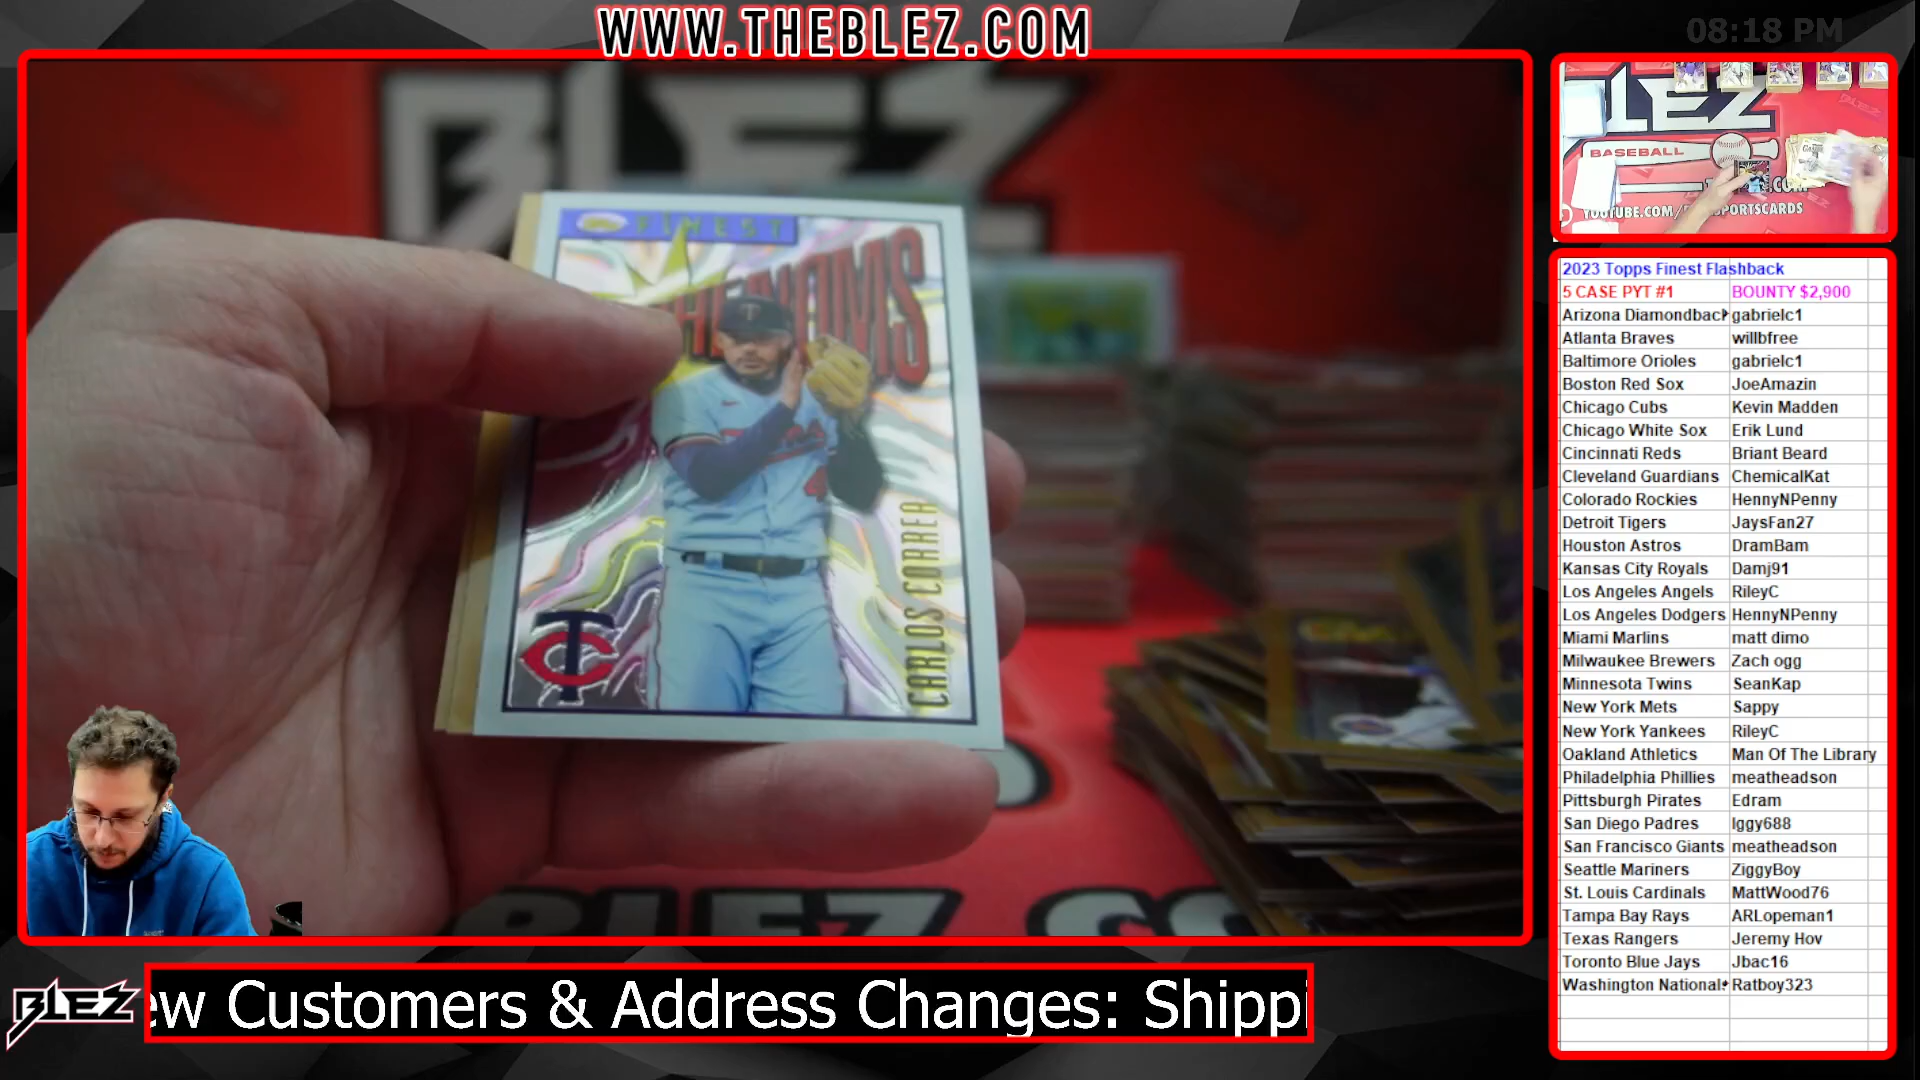 WWW.THEBLEZ.COM
08:18 PM
BLEZ
FINEST
PHENOMS
CARLOS CORREA
TC
BLEZ CO
LEZ
BASEBALL
2023 Topps Finest Flashback
5 CASE PYT #1 BOUNTY $2,900
Arizona Diamondback gabrielc1
Atlanta Braves willbfree
Baltimore Orioles gabrielc1
Boston Red Sox JoeAmazin
Chicago Cubs Kevin Madden
Chicago White Sox Erik Lund
Cincinnati Reds Briant Beard
Cleveland Guardians ChemicalKat
Colorado Rockies HennyNPenny
Detroit Tigers JaysFan27
Houston Astros DramBam
Kansas City Royals Damj91
Los Angeles Angels RileyC
Los Angeles Dodgers HennyNPenny
Miami Marlins matt dimo
Milwaukee Brewers Zach ogg
Minnesota Twins SeanKap
New York Mets Sappy
New York Yankees RileyC
Oakland Athletics Man Of The Library
Philadelphia Phillies meatheadson
Pittsburgh Pirates Edram
San Diego Padres Iggy688
San Francisco Giants meatheadson
Seattle Mariners ZiggyBoy
St. Louis Cardinals MattWood76
Tampa Bay Rays ARLopeman1
Texas Rangers Jeremy Hov
Toronto Blue Jays Jbac16
Washington Nationals Ratboy323
BLEZ
ew Customers & Address Changes: Shippi